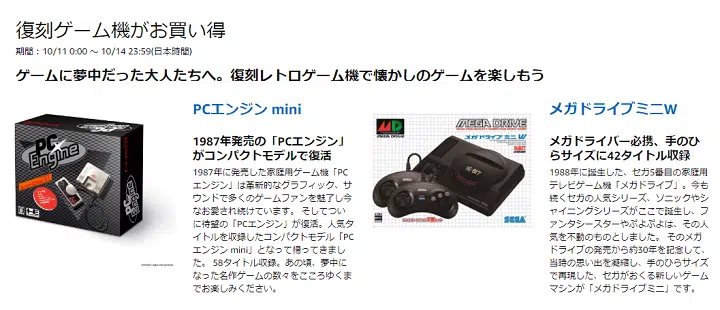 復刻ゲーム機がお買い得
期間：10/11 0:00 ～ 10/14 23:59(日本時間)
ゲームに夢中だった大人たちへ。復刻レトロゲーム機で懐かしのゲームを楽しもう
PC Engine
PCエンジン mini
1987年発売の「PCエンジン」
がコンパクトモデルで復活
1987年に発売した家庭用ゲーム機「PC
エンジン」は革新的なグラフィック、サ
ウンドで多くのゲームファンを魅了し今
なお愛され続けています。 そしてつい
に待望の「PCエンジン」が復活。人気タ
イトルを収録したコンパクトモデル「PC
エンジン mini」となって帰ってきまし
た。 58タイトル収録。あの頃、夢中に
なった名作ゲームの数々をこころゆくま
でお楽しみください。
MEGA DRIVE
メガドライブ ミニ W
16-BIT
SEGA
メガドライブミニW
メガドライバー必携、手のひ
らサイズに42タイトル収録
1988年に誕生した、セガ5番目の家庭用
テレビゲーム機「メガドライブ」。今も
続くセガの人気シリーズ、ソニックやシ
ャイニングシリーズがここで誕生し、フ
ァンタシースターやぷよぷよは、その人
気を不動のものとしました。 そのメガ
ドライブの発売から約30年を記念して、
当時の思い出を凝縮し、手のひらサイズ
で再現した、セガがおくる新しいゲーム
マシンが「メガドライブミニ」です。